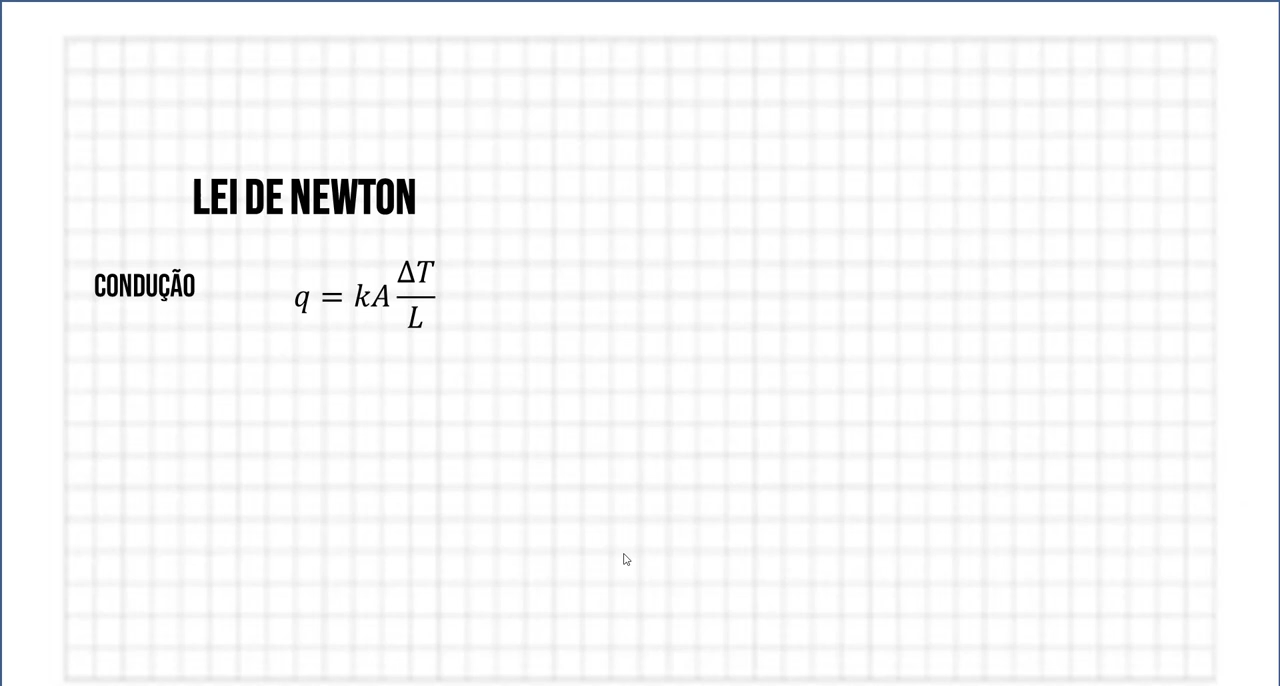 LEI DE NEWTON
CONDUÇÃO
q = kA ΔT/L